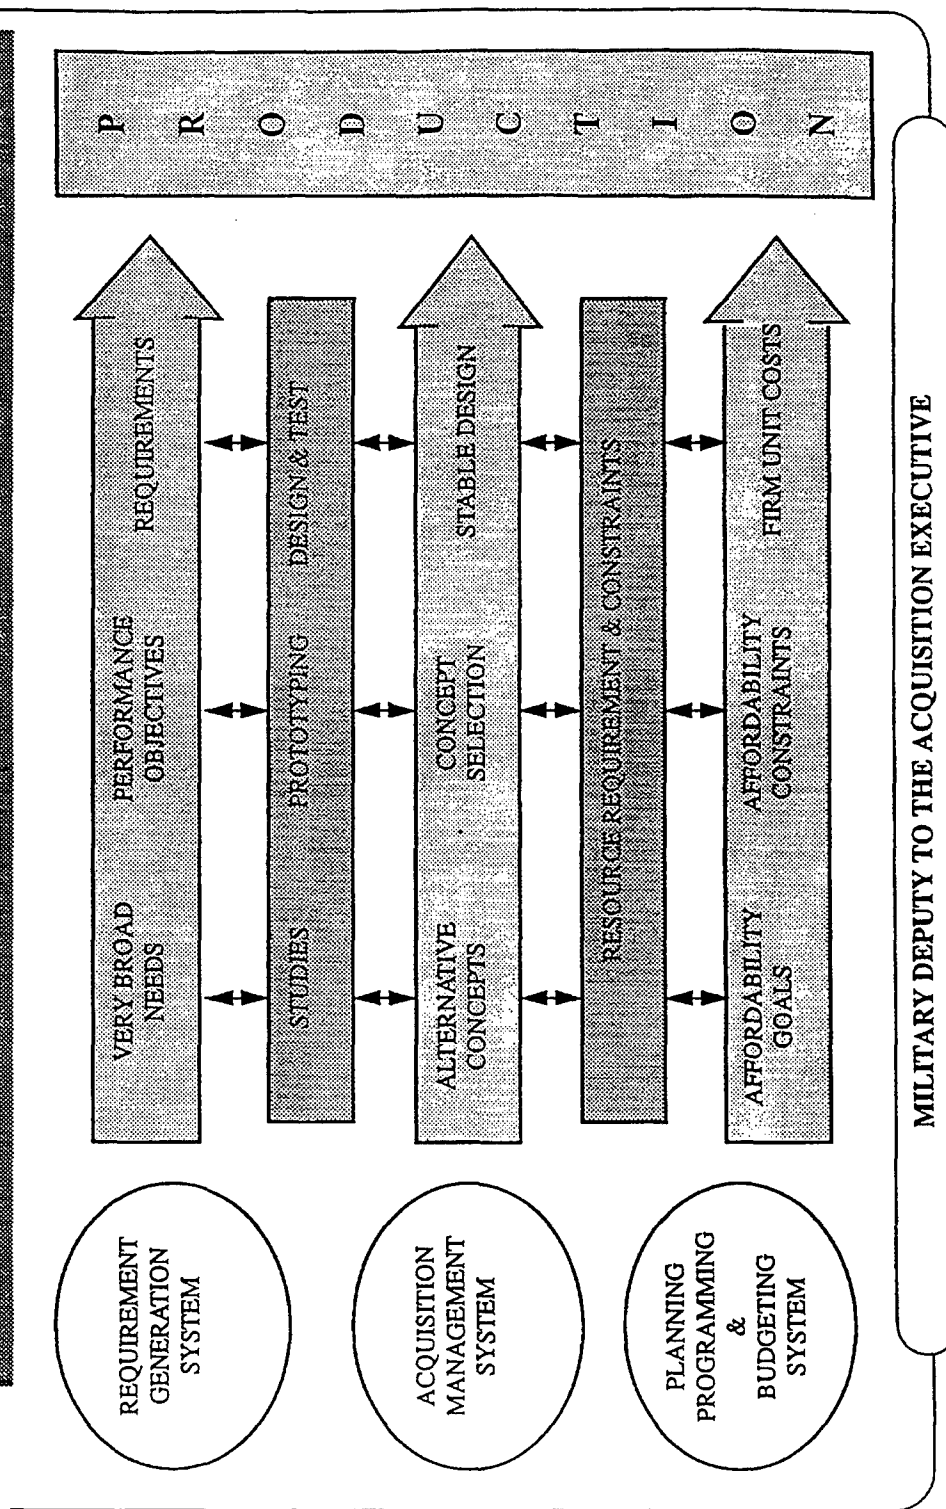 REQUIREMENT
GENERATION
SYSTEM
VERY BROAD
NEEDS
PERFORMANCE
OBJECTIVES
REQUIREMENTS
STUDIES
PROTOTYPING
DESIGN & TEST
ACQUISITION
MANAGEMENT
SYSTEM
ALTERNATIVE
CONCEPTS
CONCEPT
SELECTION
STABLE DESIGN
RESOURCE REQUIREMENT & CONSTRAINTS
PLANNING
PROGRAMMING
&
BUDGETING
SYSTEM
AFFORDABILITY
GOALS
AFFORDABILITY
CONSTRAINTS
FIRM UNIT COSTS
P
R
O
D
U
C
T
I
O
N
MILITARY DEPUTY TO THE ACQUISITION EXECUTIVE